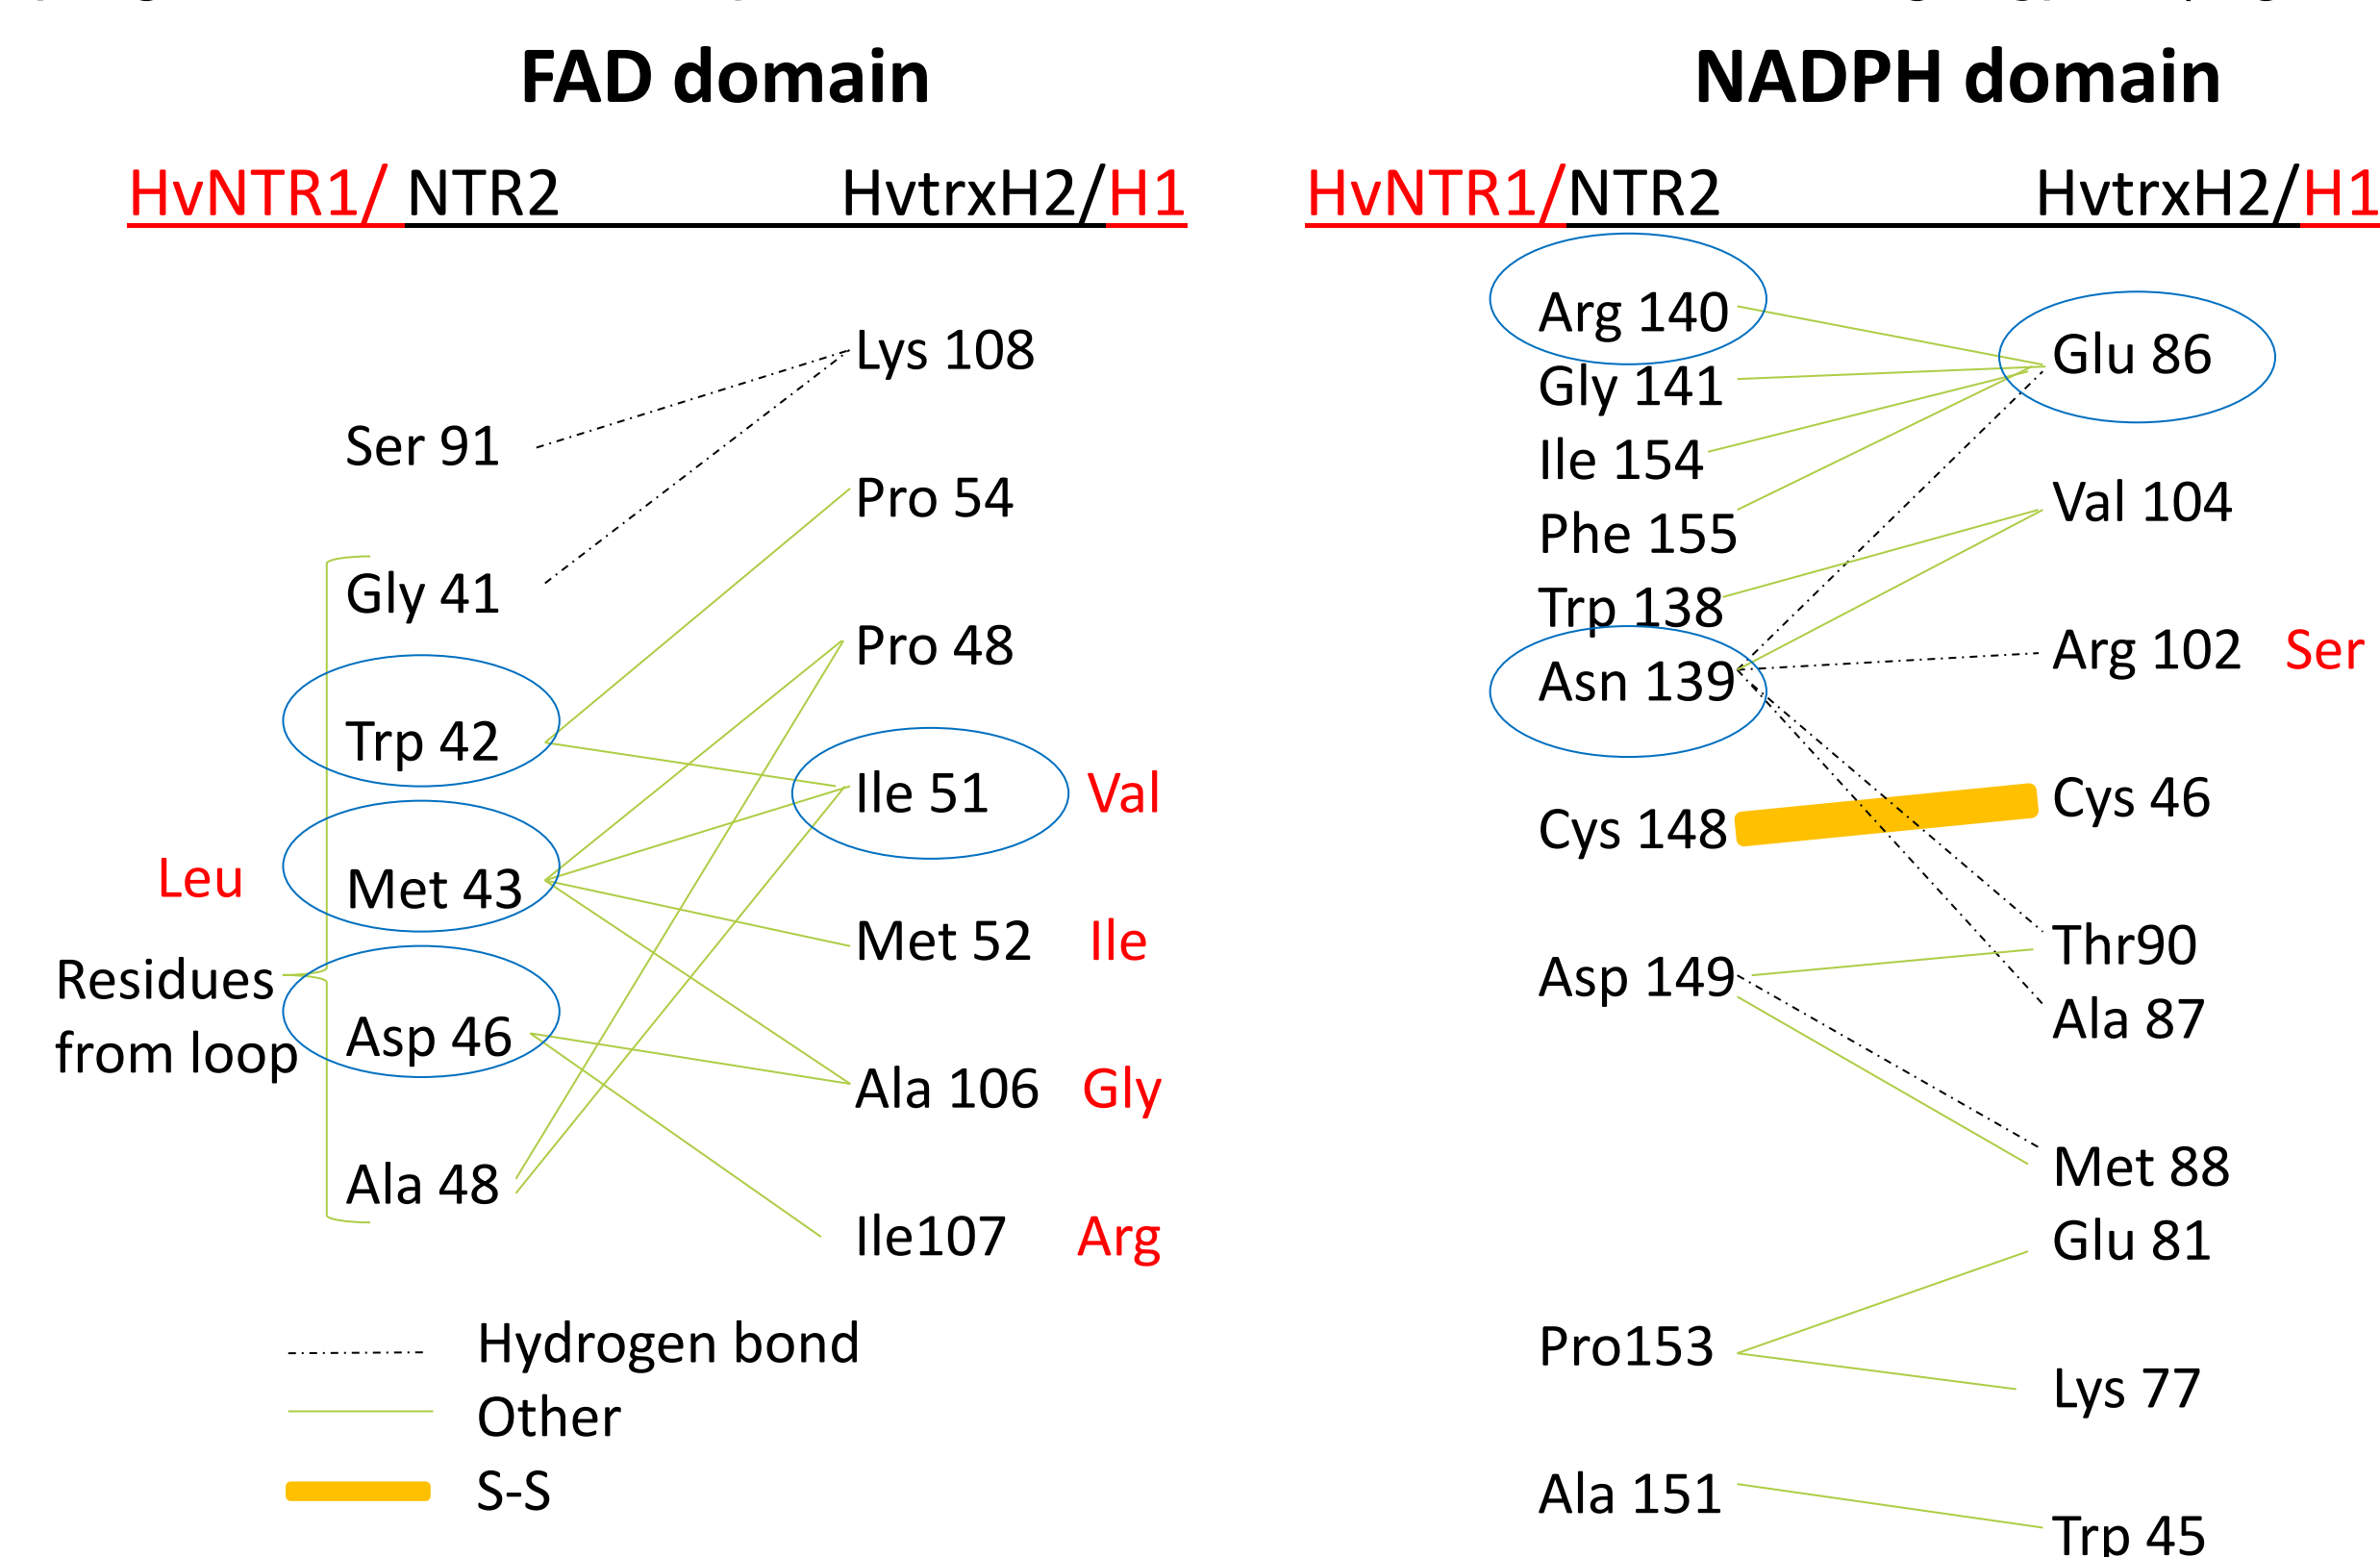 FAD domain
HvNTR1/ NTR2 HvtrxH2/H1
Lys 108
Ser 91
Pro 54
Gly 41
Pro 48
Trp 42
Ile 51 Val
Leu Met 43
Met 52 Ile
Residues
from loop
Asp 46
Ala 106 Gly
Ala 48
Ile107 Arg
Hydrogen bond
Other
S-S
NADPH domain
HvNTR1/NTR2 HvtrxH2/H1
Arg 140
Glu 86
Gly 141
Ile 154
Val 104
Phe 155
Trp 138
Arg 102 Ser
Asn 139
Cys 46
Cys 148
Thr90
Asp 149
Ala 87
Met 88
Glu 81
Pro153
Lys 77
Ala 151
Trp 45